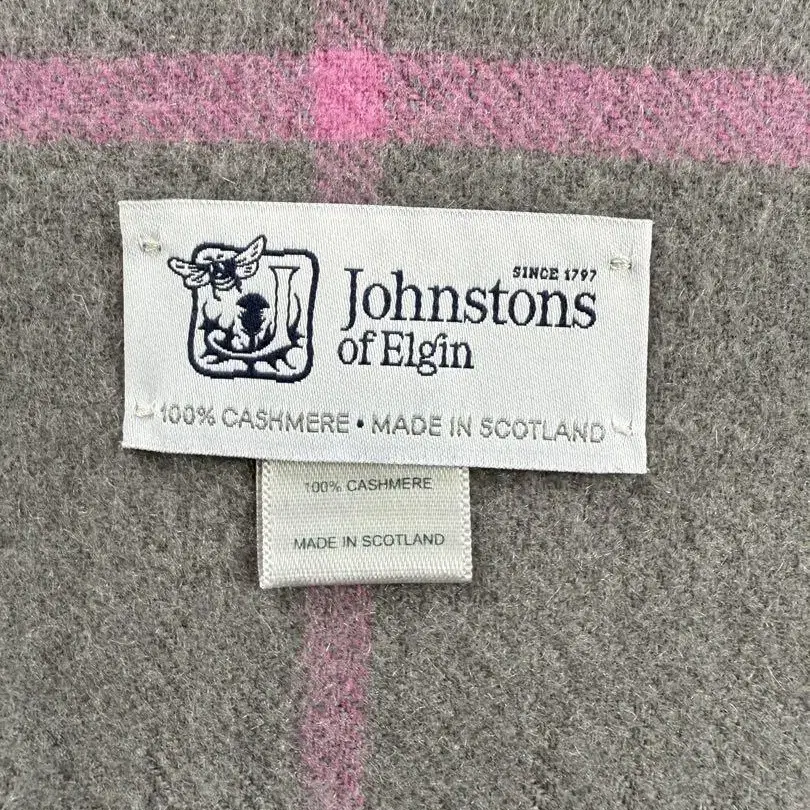 SINCE 1797
Johnstons
of Elgin
100% CASHMERE • MADE IN SCOTLAND
100% CASHMERE
MADE IN SCOTLAND